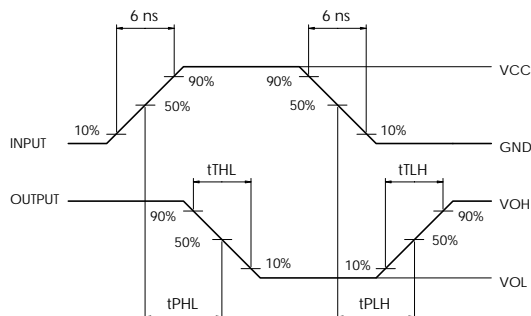 6 ns 6 ns
VCC
90% 90%
50% 50%
10% 10%
INPUT GND
tTHL tTLH
OUTPUT VOH
90% 90%
50% 50%
10% 10%
VOL
tPHL tPLH